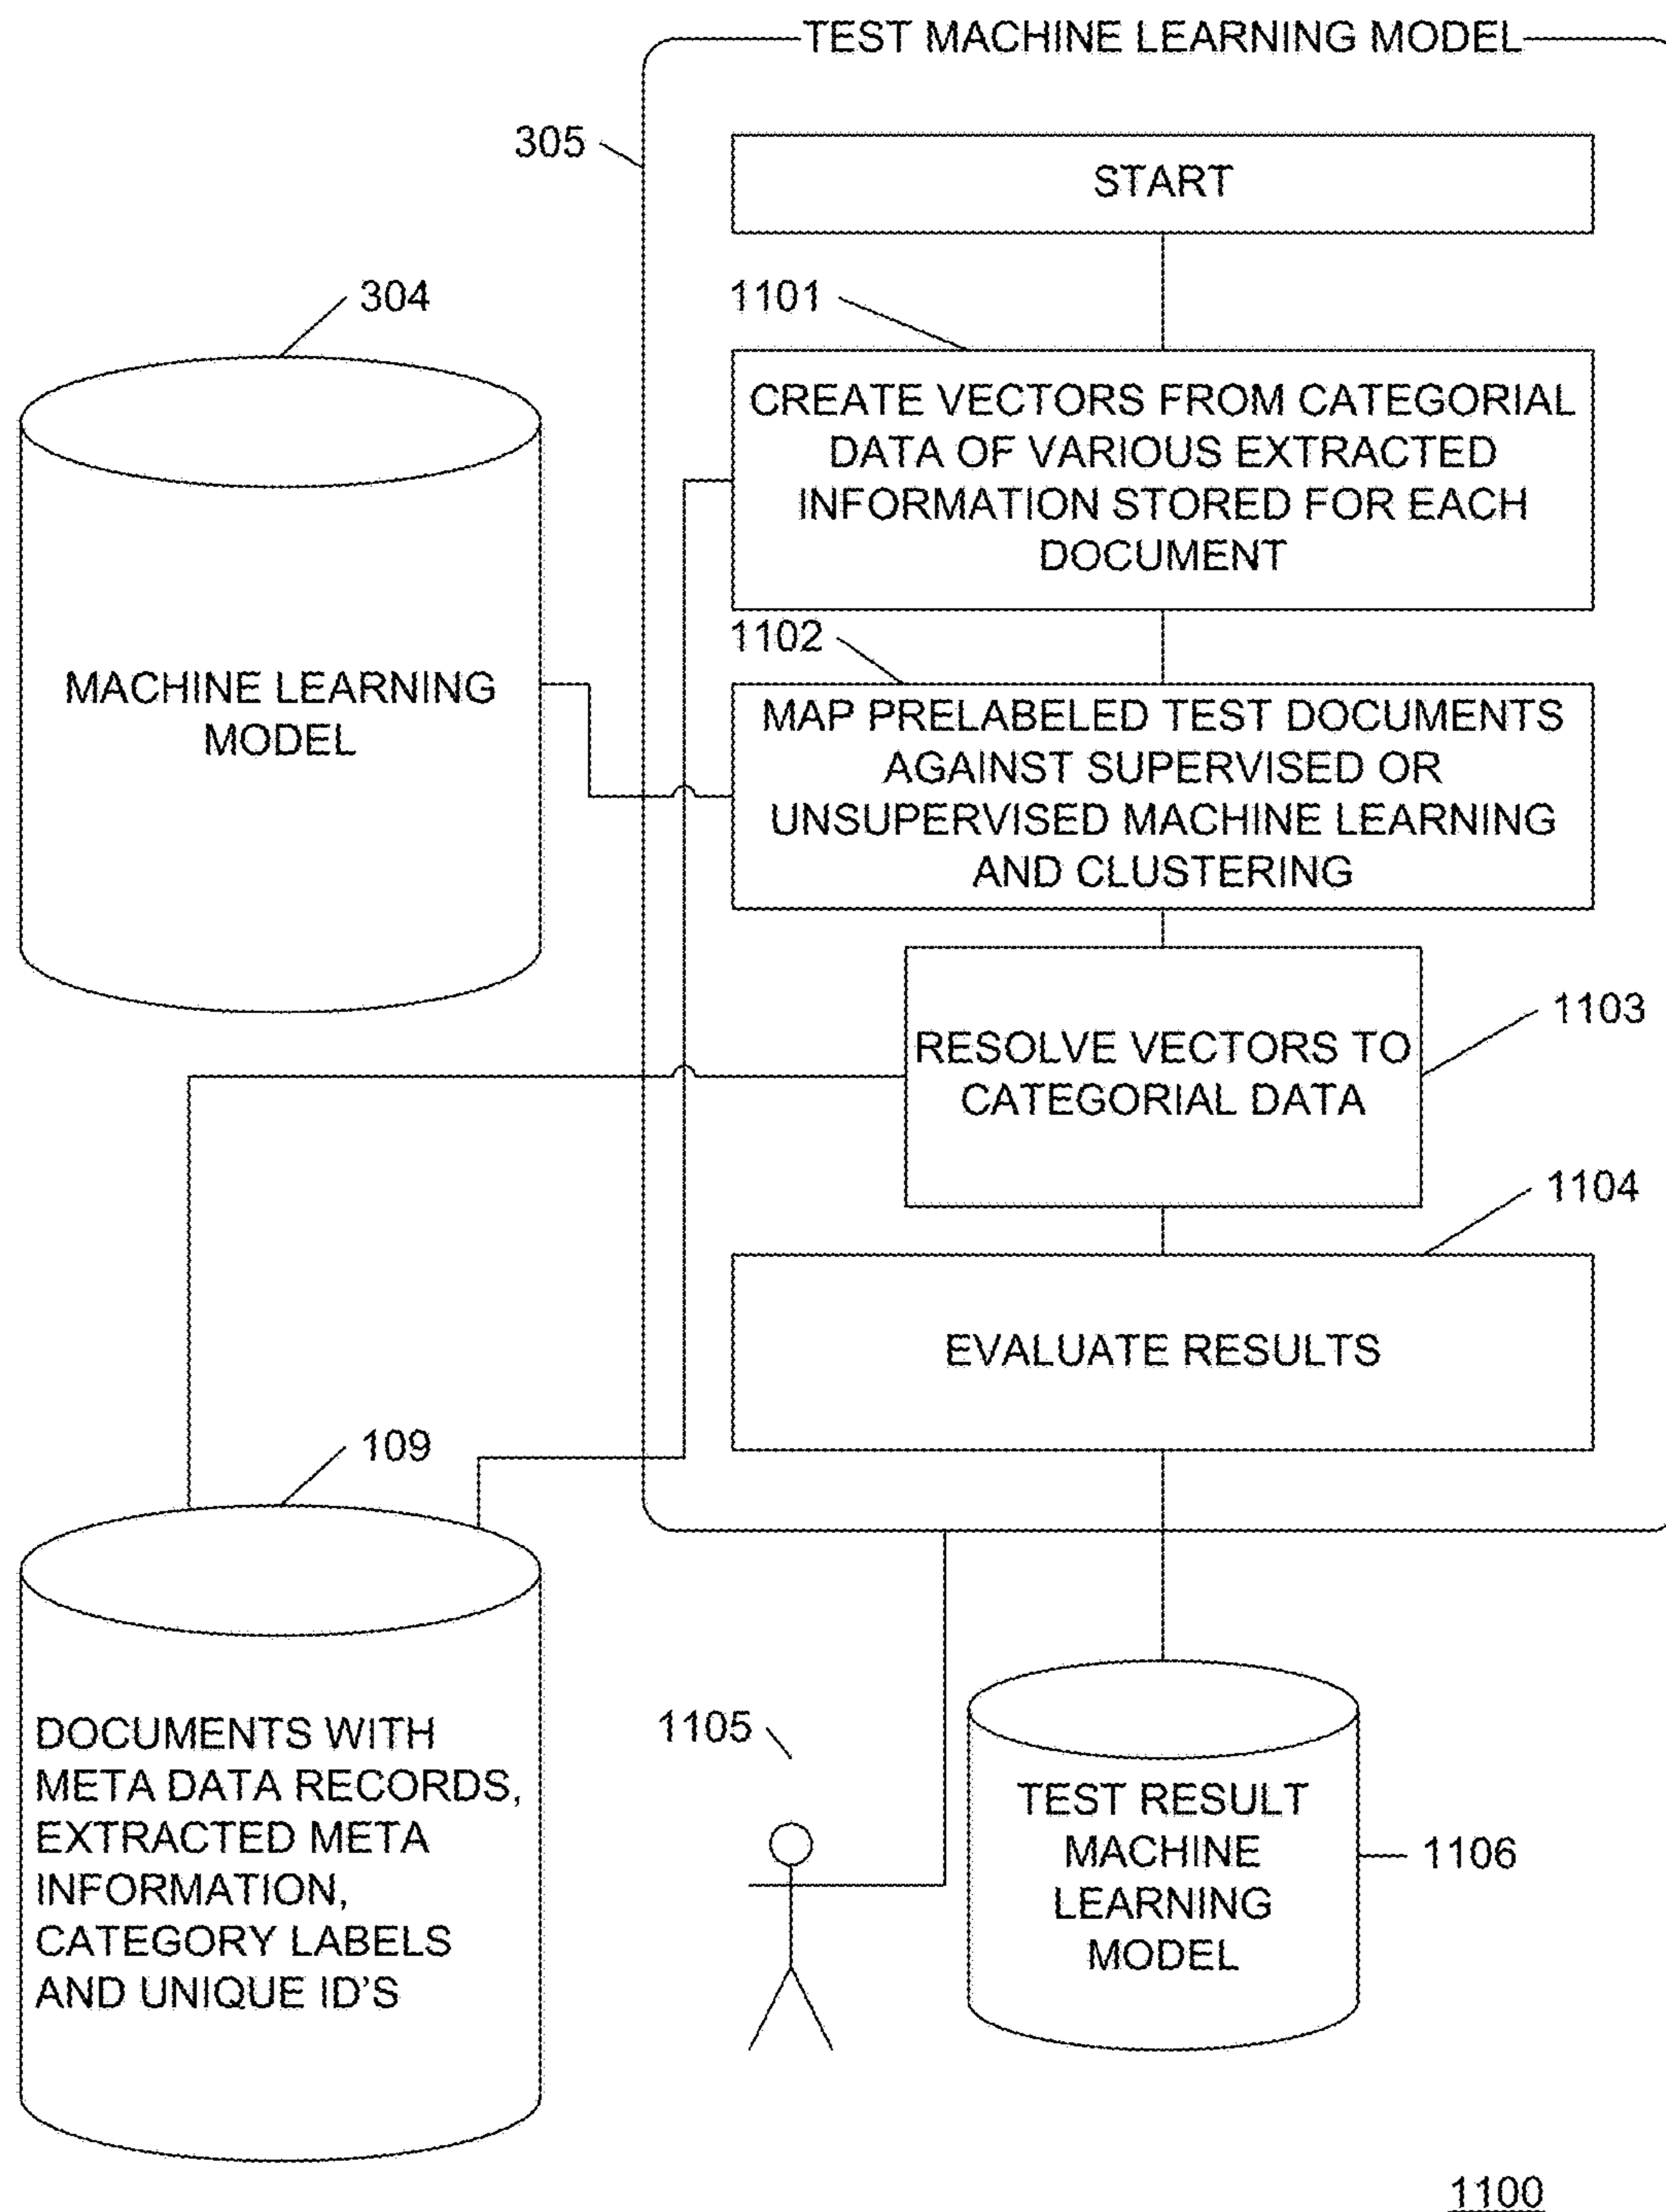 TEST MACHINE LEARNING MODEL
305
START
304
1101
CREATE VECTORS FROM CATEGORIAL
DATA OF VARIOUS EXTRACTED
INFORMATION STORED FOR EACH
DOCUMENT
1102
MACHINE LEARNING
MODEL
MAP PRELABELED TEST DOCUMENTS
AGAINST SUPERVISED OR
UNSUPERVISED MACHINE LEARNING
AND CLUSTERING
1103
RESOLVE VECTORS TO
CATEGORIAL DATA
1104
EVALUATE RESULTS
109
DOCUMENTS WITH
META DATA RECORDS,
EXTRACTED META
INFORMATION,
CATEGORY LABELS
AND UNIQUE ID'S
1105
TEST RESULT
MACHINE
LEARNING
MODEL
1106
1100